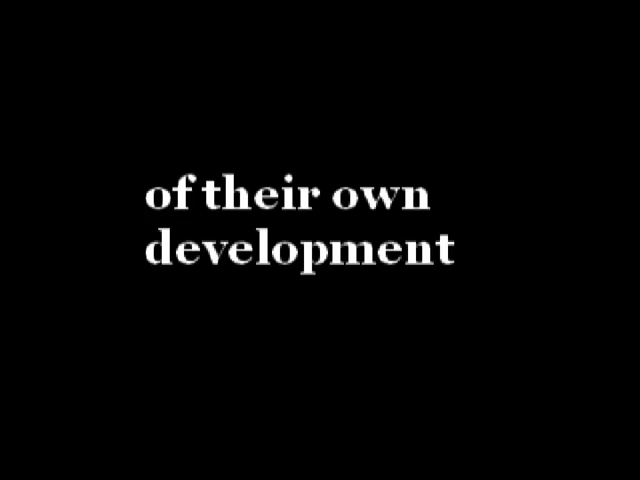 of their own
development